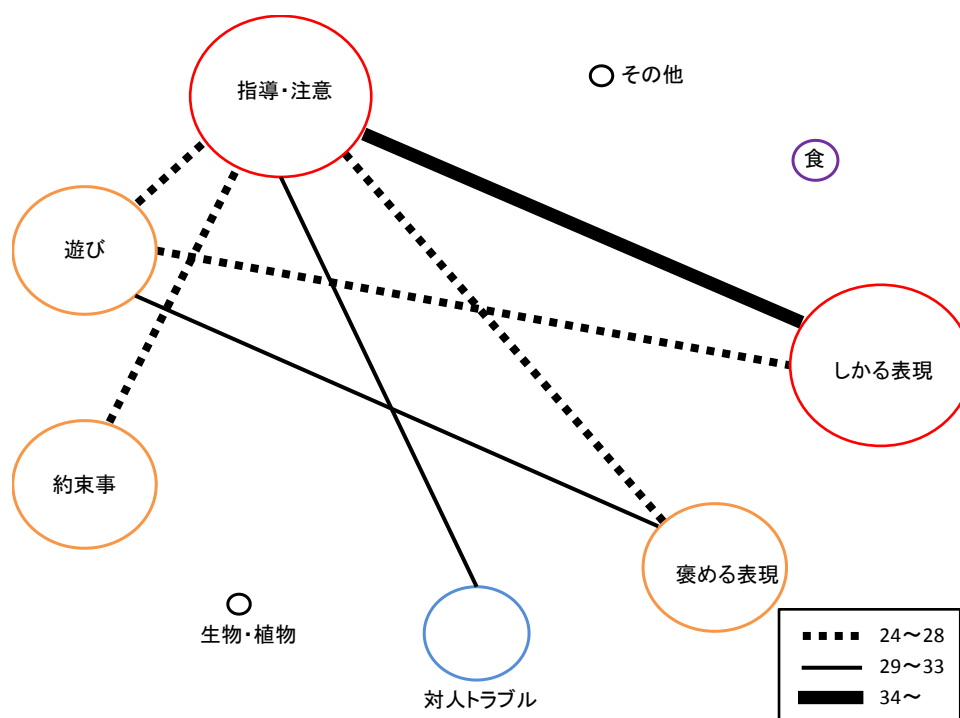 指導・注意
その他
食
遊び
しかる表現
約束事
褒める表現
生物・植物
対人トラブル
24～28
29～33
34～